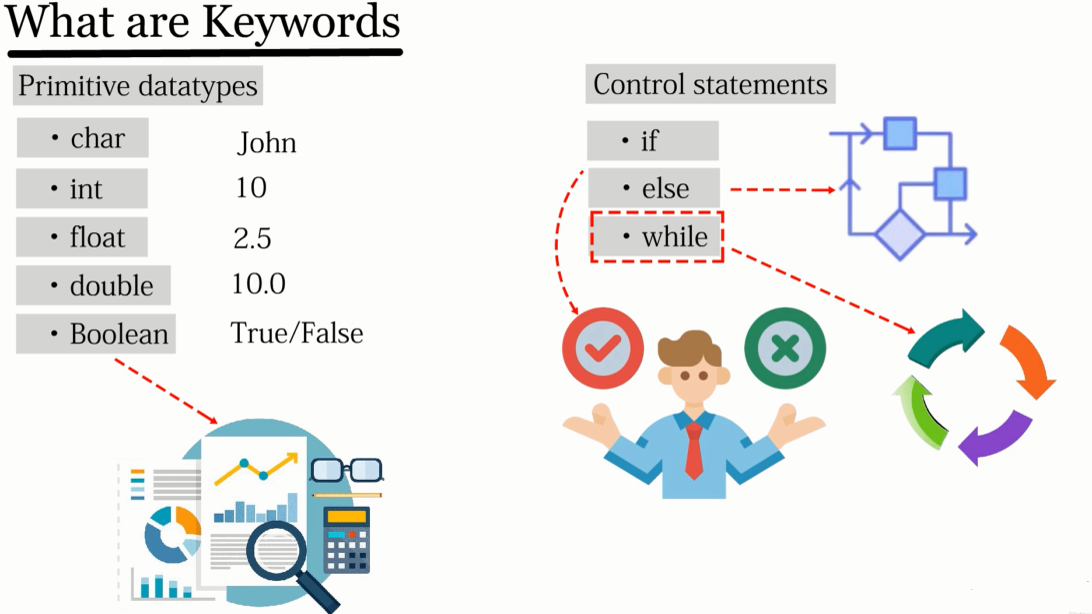 What are Keywords
Primitive datatypes
• char John
• int 10
• float 2.5
• double 10.0
• Boolean True/False
Control statements
• if
• else
• while